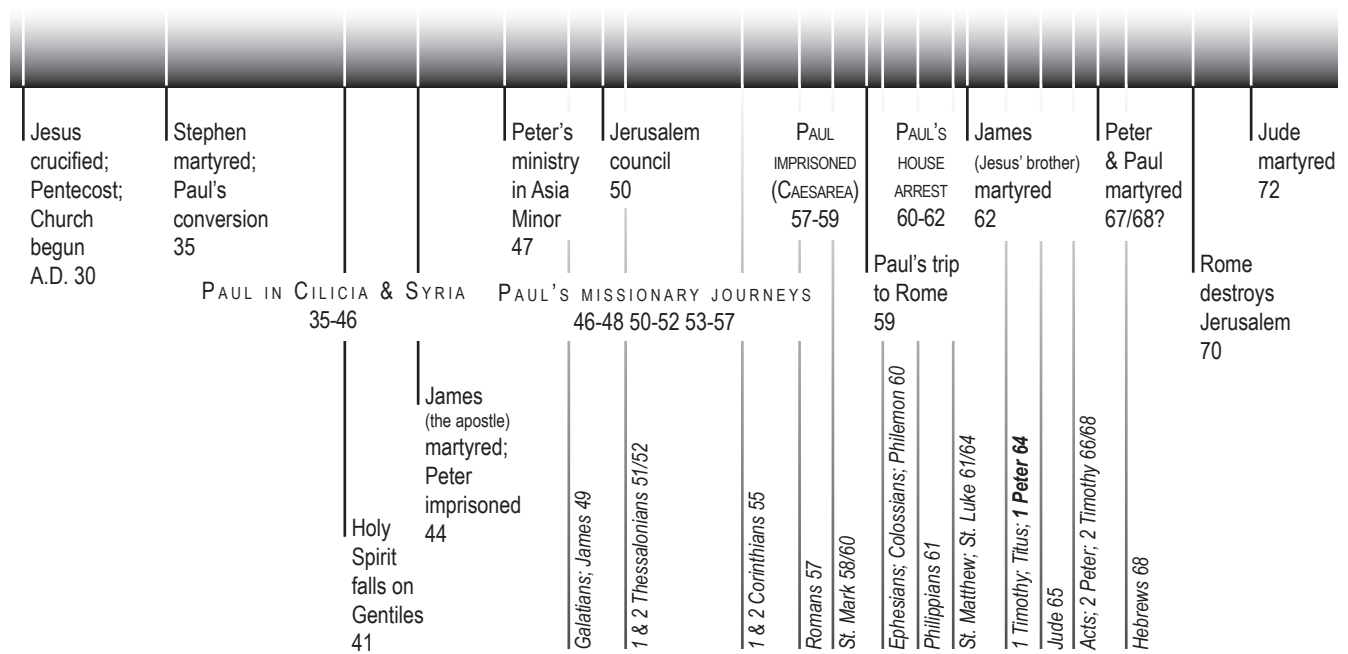 Jesus
crucified;
Pentecost;
Church
begun
A.D. 30
Stephen
martyred;
Paul's
conversion
35
PAUL IN CILICIA & SYRIA
35-46
Holy
Spirit
falls on
Gentiles
41
James
(the apostle)
martyred;
Peter
imprisoned
44
Peter's
ministry
in Asia
Minor
47
Jerusalem
council
50
PAUL'S MISSIONARY JOURNEYS
46-48 50-52 53-57
PAUL
IMPRISONED
(CAESAREA)
57-59
Paul's trip
to Rome
59
PAUL'S
HOUSE
ARREST
60-62
James
(Jesus' brother)
martyred
62
Peter
& Paul
martyred
67/68?
Rome
destroys
Jerusalem
70
Jude
martyred
72
Galatians; James 49
1 & 2 Thessalonians 51/52
1 & 2 Corinthians 55
Romans 57
St. Mark 58/60
Ephesians; Colossians; Philemon 60
Philippians 61
St. Matthew; St. Luke 61/64
1 Timothy; Titus; 1 Peter 64
Jude 65
Acts; 2 Peter; 2 Timothy 66/68
Hebrews 68